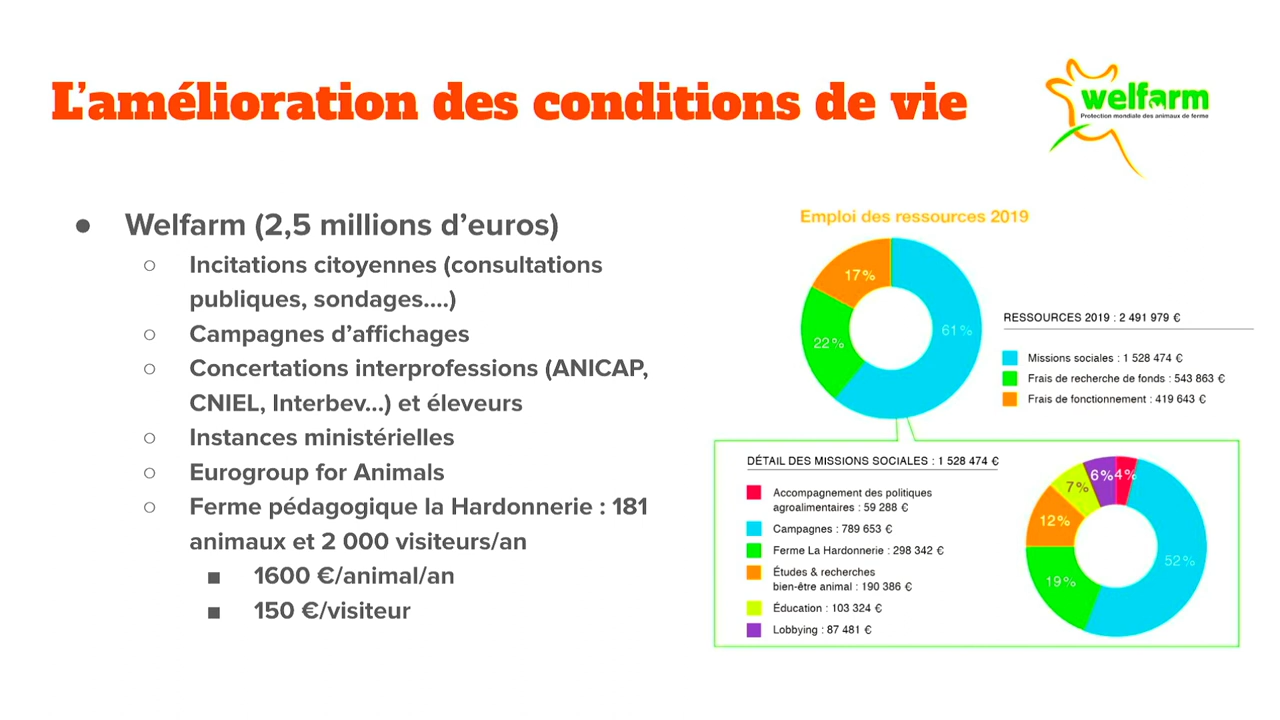 L'amélioration des conditions de vie
welfarm
Protection mondiale des animaux de ferme
● Welfarm (2,5 millions d'euros)
○ Incitations citoyennes (consultations
publiques, sondages....)
○ Campagnes d'affichages
○ Concertations interprofessions (ANICAP,
CNIEL, Interbev...) et éleveurs
○ Instances ministérielles
○ Eurogroup for Animals
○ Ferme pédagogique la Hardonnerie : 181
animaux et 2 000 visiteurs/an
■ 1600 €/animal/an
■ 150 €/visiteur
Emploi des ressources 2019
17%
61%
22%
RESSOURCES 2019 : 2 491 979 €
Missions sociales : 1 528 474 €
Frais de recherche de fonds : 543 863 €
Frais de fonctionnement : 419 643 €
DÉTAIL DES MISSIONS SOCIALES : 1 528 474 €
Accompagnement des politiques
agroalimentaires : 59 288 €
Campagnes : 789 653 €
Ferme La Hardonnerie : 298 342 €
Études & recherches
bien-être animal : 190 386 €
Éducation : 103 324 €
Lobbying : 87 481 €
6% 4%
7%
12%
52%
19%